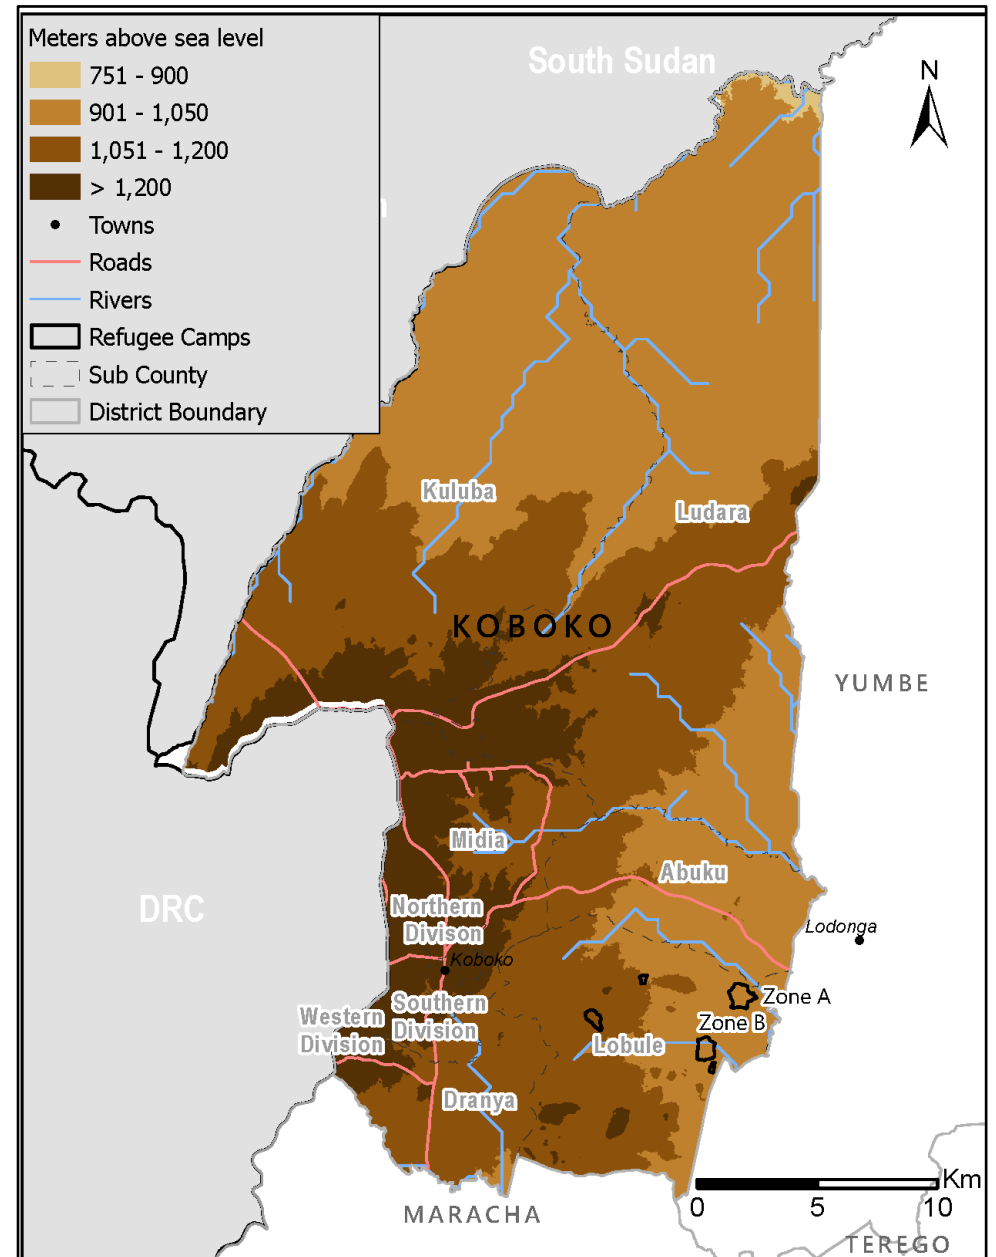 Meters above sea level
751 - 900
901 - 1,050
1,051 - 1,200
> 1,200
Towns
Roads
Rivers
Refugee Camps
Sub County
District Boundary
South Sudan
N
Kuluba
Ludara
KOBOKO
YUMBE
Midia
Abuku
DRC
Northern
Divison
Lodonga
Koboko
Zone A
Western
Division
Southern
Division
Zone B
Lobule
Dranya
Km
0 5 10
MARACHA
TEREGO